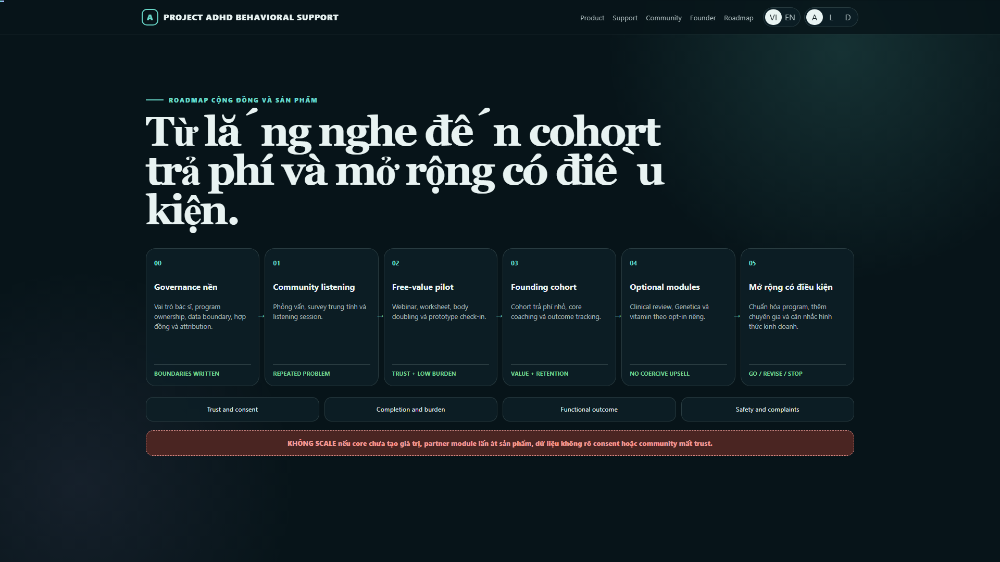 A PROJECT ADHD BEHAVIORAL SUPPORT
Product Support Community Founder Roadmap VI EN A L D
ROADMAP CỘNG ĐỒNG VÀ SẢN PHẨM
Từ lắng nghe đến cohort
trả phí và mở rộng có điều
kiện.
00
Governance nền
Vai trò bác sĩ, program
ownership, data boundary, hợp
đồng và attribution.
BOUNDARIES WRITTEN
→
01
Community listening
Phỏng vấn, survey trung tính và
listening session.
REPEATED PROBLEM
→
02
Free-value pilot
Webinar, worksheet, body
doubling và prototype check-in.
TRUST + LOW BURDEN
→
03
Founding cohort
Cohort trả phí nhỏ, core
coaching và outcome tracking.
VALUE + RETENTION
→
04
Optional modules
Clinical review, Genetica và
vitamin theo opt-in riêng.
NO COERCIVE UPSELL
→
05
Mở rộng có điều kiện
Chuẩn hóa program, thêm
chuyên gia và cân nhắc hình
thức kinh doanh.
GO / REVISE / STOP
Trust and consent
Completion and burden
Functional outcome
Safety and complaints
KHÔNG SCALE nếu core chưa tạo giá trị, partner module lấn át sản phẩm, dữ liệu không rõ consent hoặc community mất trust.